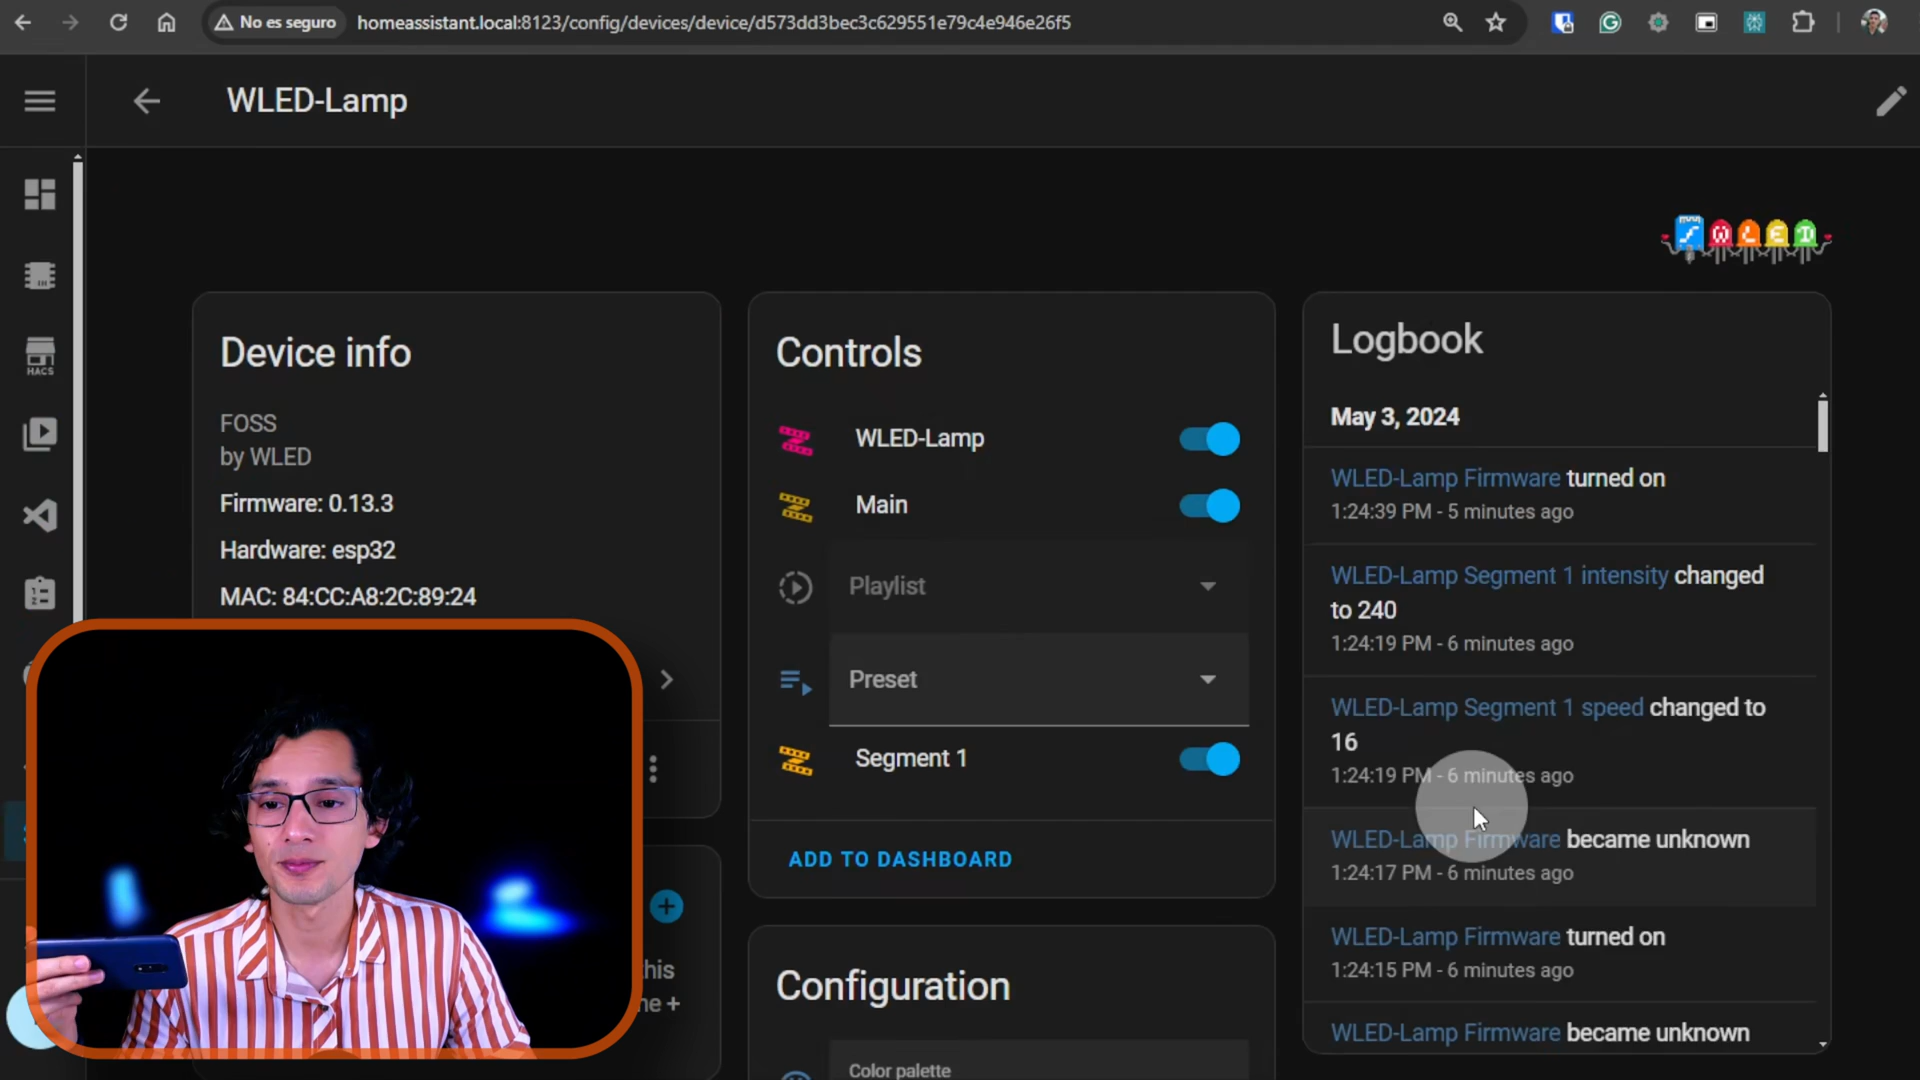 No es seguro
homeassistant.local:8123/config/devices/device/d573dd3bec3c629551e79c4e946e26f5
WLED-Lamp
HACS
WLED
Device info
FOSS
by WLED
Firmware: 0.13.3
Hardware: esp32
MAC: 84:CC:A8:2C:89:24
his
ne +
Controls
WLED-Lamp
Main
Playlist
Preset
Segment 1
ADD TO DASHBOARD
Configuration
Color palette
Logbook
May 3, 2024
WLED-Lamp Firmware turned on
1:24:39 PM - 5 minutes ago
WLED-Lamp Segment 1 intensity changed
to 240
1:24:19 PM - 6 minutes ago
WLED-Lamp Segment 1 speed changed to
16
1:24:19 PM - 6 minutes ago
WLED-Lamp Firmware became unknown
1:24:17 PM - 6 minutes ago
WLED-Lamp Firmware turned on
1:24:15 PM - 6 minutes ago
WLED-Lamp Firmware became unknown